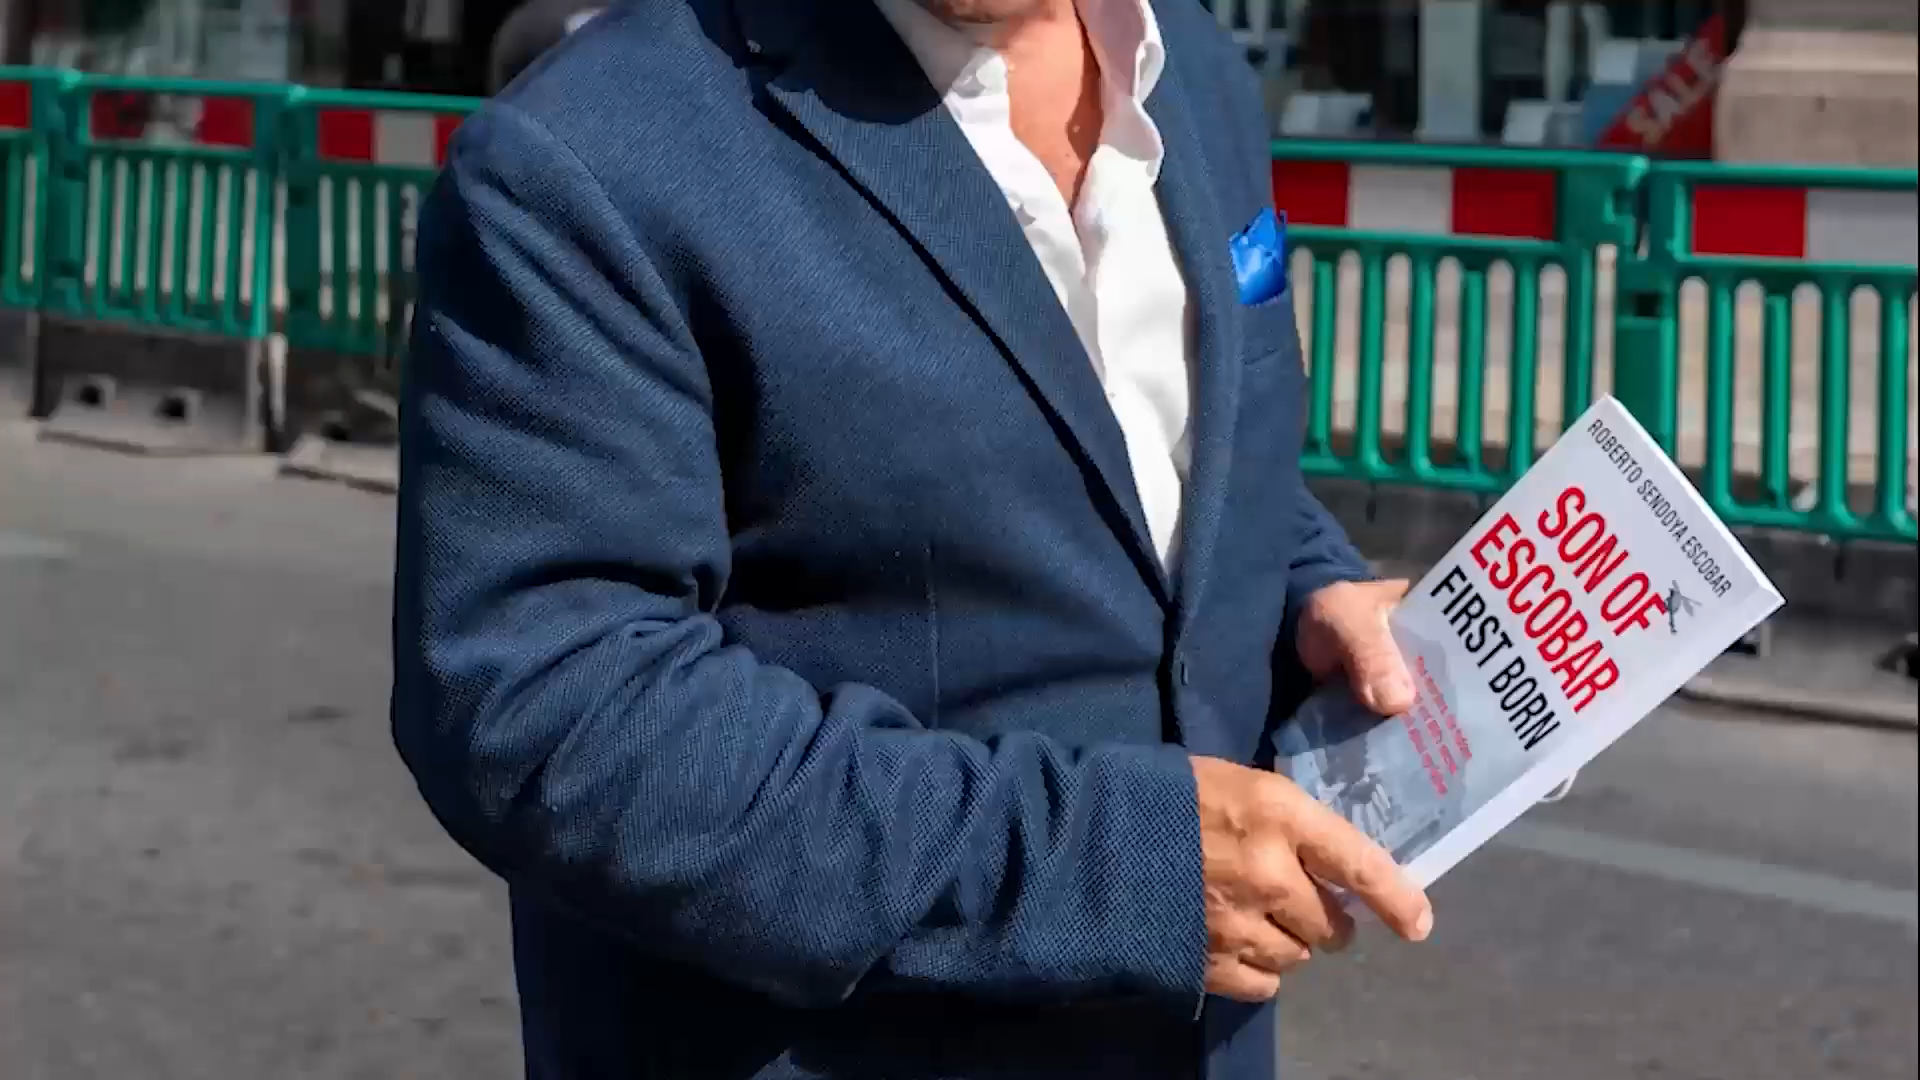 SALE
ROBERTO SENDOYA ESCOBAR
SON OF
ESCOBAR
FIRST BORN